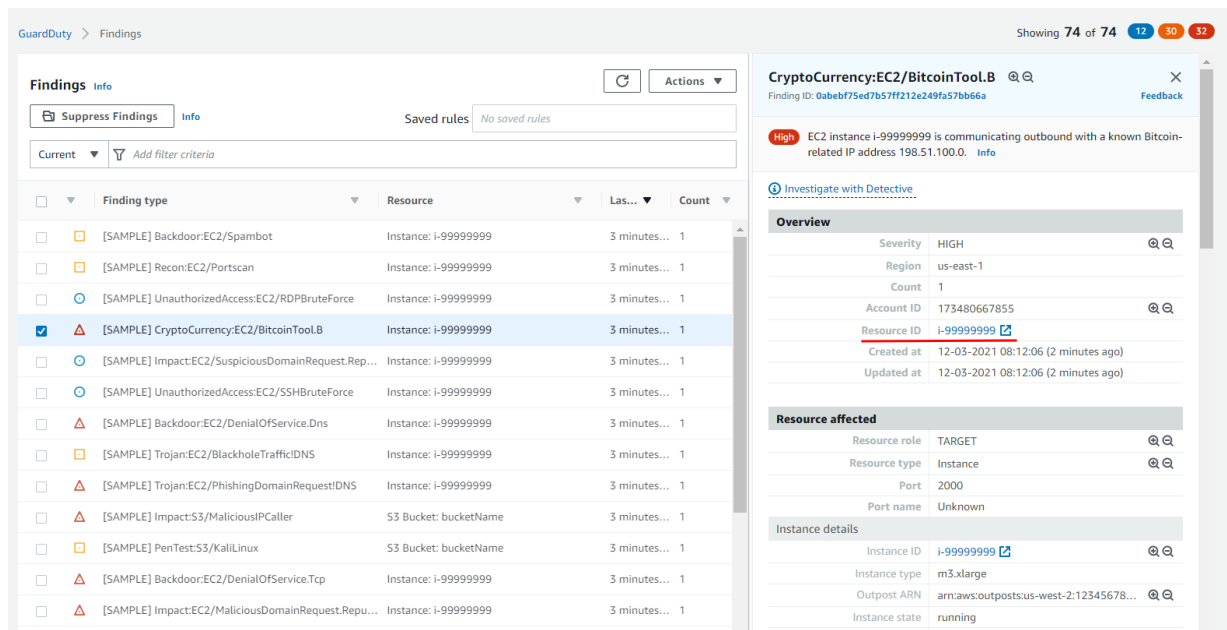 GuardDuty > Findings
Showing 74 of 74 12 30 32
Findings Info
Actions
Suppress Findings Info
Saved rules No saved rules
Current Add filter criteria
Finding type Resource Las... Count
[SAMPLE] Backdoor:EC2/Spambot Instance: i-99999999 3 minutes... 1
[SAMPLE] Recon:EC2/Portscan Instance: i-99999999 3 minutes... 1
[SAMPLE] UnauthorizedAccess:EC2/RDPBruteForce Instance: i-99999999 3 minutes... 1
[SAMPLE] CryptoCurrency:EC2/BitcoinTool.B Instance: i-99999999 3 minutes... 1
[SAMPLE] Impact:EC2/SuspiciousDomainRequest.Rep... Instance: i-99999999 3 minutes... 1
[SAMPLE] UnauthorizedAccess:EC2/SSHBruteForce Instance: i-99999999 3 minutes... 1
[SAMPLE] Backdoor:EC2/DenialOfService.Dns Instance: i-99999999 3 minutes... 1
[SAMPLE] Trojan:EC2/BlackholeTraffic!DNS Instance: i-99999999 3 minutes... 1
[SAMPLE] Trojan:EC2/PhishingDomainRequest!DNS Instance: i-99999999 3 minutes... 1
[SAMPLE] Impact:S3/MaliciousIPCaller S3 Bucket: bucketName 3 minutes... 1
[SAMPLE] PenTest:S3/KaliLinux S3 Bucket: bucketName 3 minutes... 1
[SAMPLE] Backdoor:EC2/DenialOfService.Tcp Instance: i-99999999 3 minutes... 1
[SAMPLE] Impact:EC2/MaliciousDomainRequest.Repu... Instance: i-99999999 3 minutes... 1
CryptoCurrency:EC2/BitcoinTool.B
Finding ID: 0abebf75ed7b57ff212e249fa57bb66a Feedback
High EC2 instance i-99999999 is communicating outbound with a known Bitcoin-
related IP address 198.51.100.0. Info
Investigate with Detective
Overview
Severity HIGH
Region us-east-1
Count 1
Account ID 173480667855
Resource ID i-99999999
Created at 12-03-2021 08:12:06 (2 minutes ago)
Updated at 12-03-2021 08:12:06 (2 minutes ago)
Resource affected
Resource role TARGET
Resource type Instance
Port 2000
Port name Unknown
Instance details
Instance ID i-99999999
Instance type m3.xlarge
Outpost ARN arn:aws:outposts:us-west-2:12345678...
Instance state running